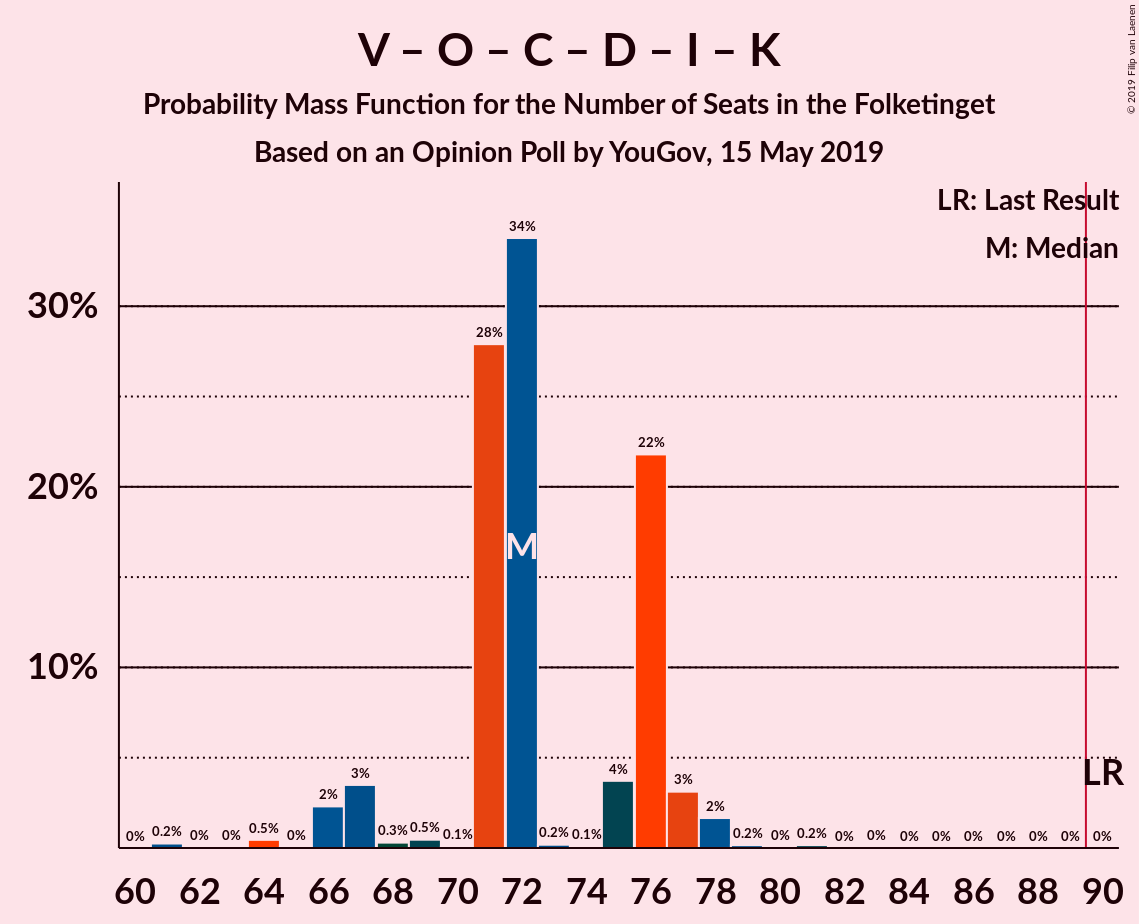 V – O – C – D – I – K
Probability Mass Function for the Number of Seats in the Folketinget
Based on an Opinion Poll by YouGov, 15 May 2019
© 2019 Filip van Laenen
LR: Last Result
M: Median
30%
20%
10%
0% 0.2% 0% 0% 0.5% 0% 2% 3% 0.3% 0.5% 0.1% 28% 34% 0.2% 0.1% 4% 22% 3% 2% 0.2% 0% 0.2% 0% 0% 0% 0% 0% 0% 0% 0% 0%
M
LR
60 62 64 66 68 70 72 74 76 78 80 82 84 86 88 90